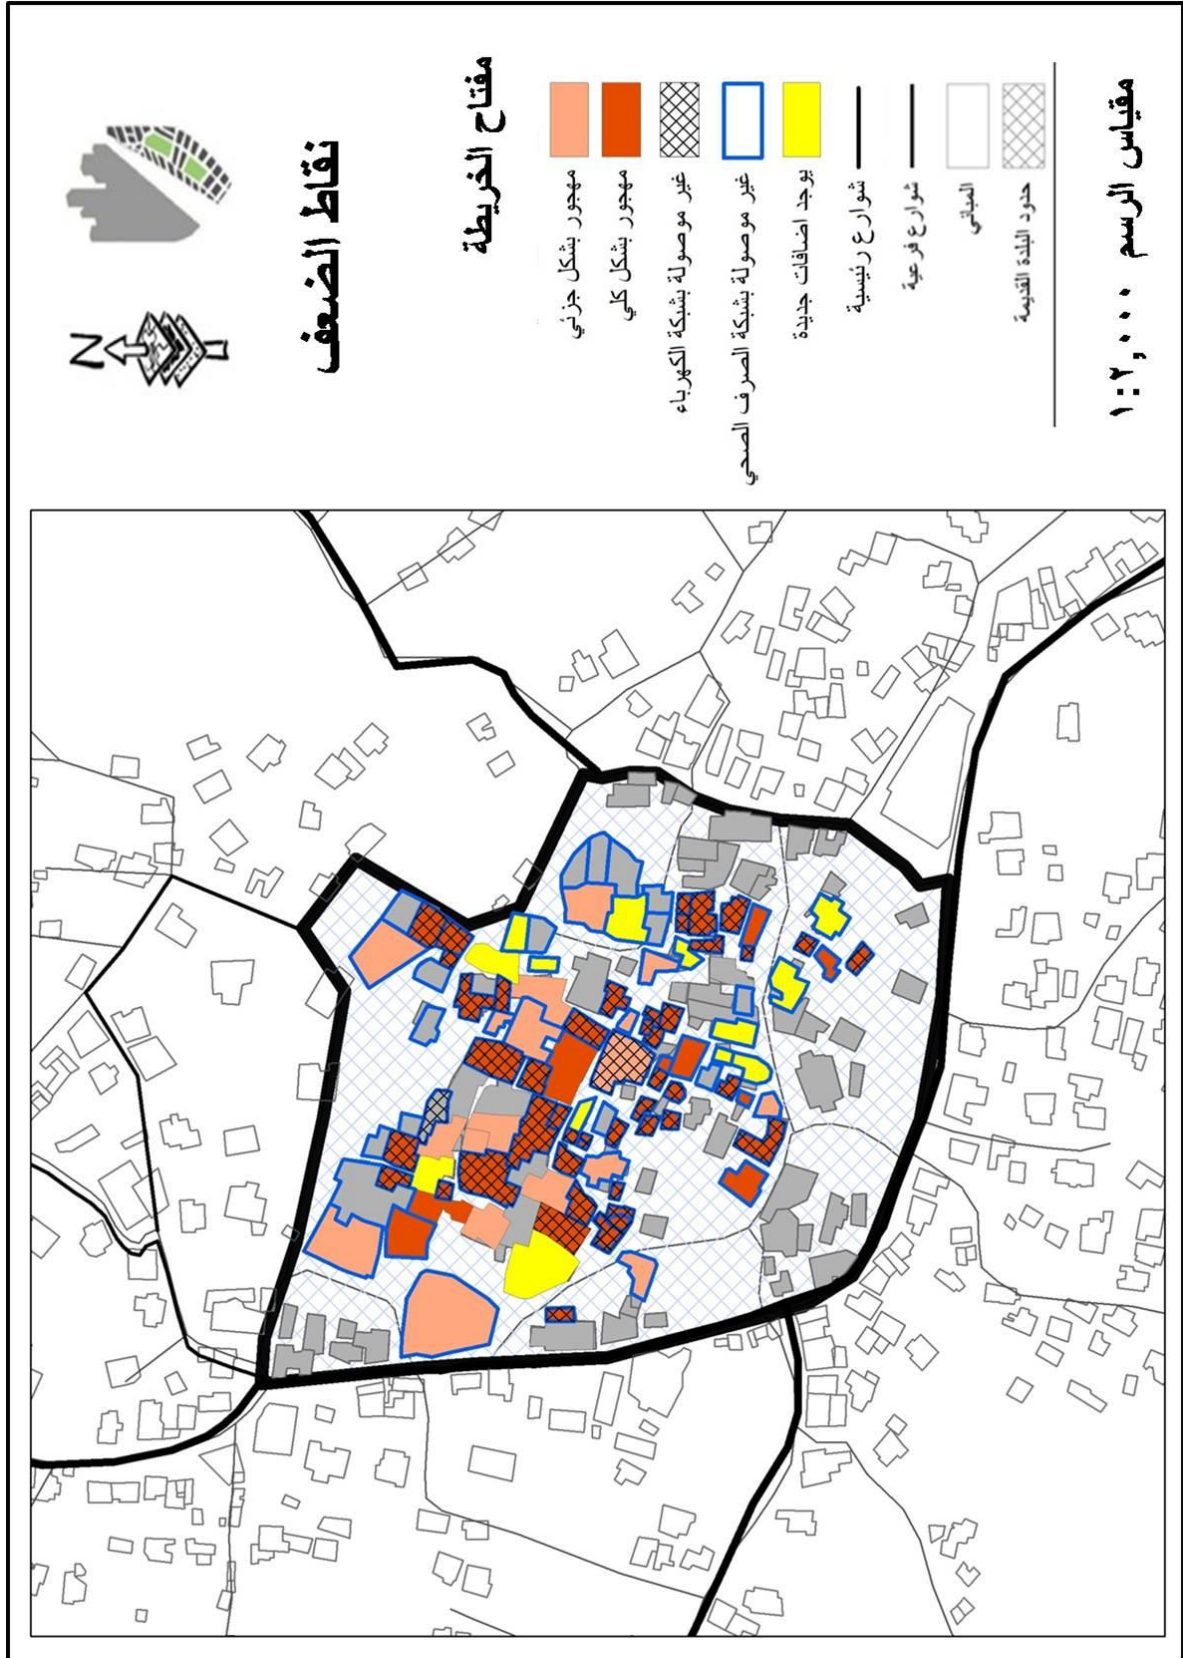 N
نقاط الضعف
مفتاح الخريطة
مهجور بشكل جزئي
مهجور بشكل كلي
غير موصولة بشبكة الكهرباء
غير موصولة بشبكة الصرف الصحي
يوجد اضافات جديدة
شوارع رئيسية
شوارع فرعية
المباني
حدود البلدة القديمة
مقياس الرسم ١:٢,٠٠٠